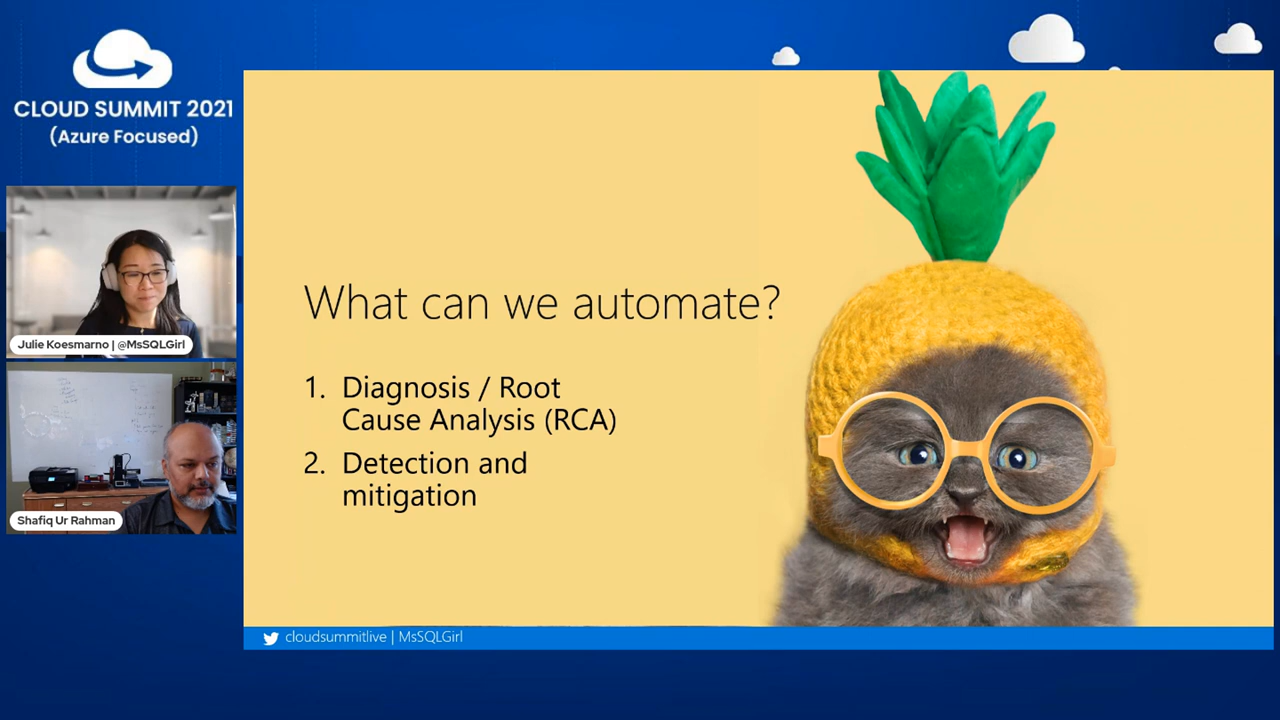 CLOUD SUMMIT 2021
(Azure Focused)
Julie Koesmarno | @MsSQLGirl
Shafiq Ur Rahman
What can we automate?
1. Diagnosis / Root
Cause Analysis (RCA)
2. Detection and
mitigation
cloudsummitlive | MsSQLGirl